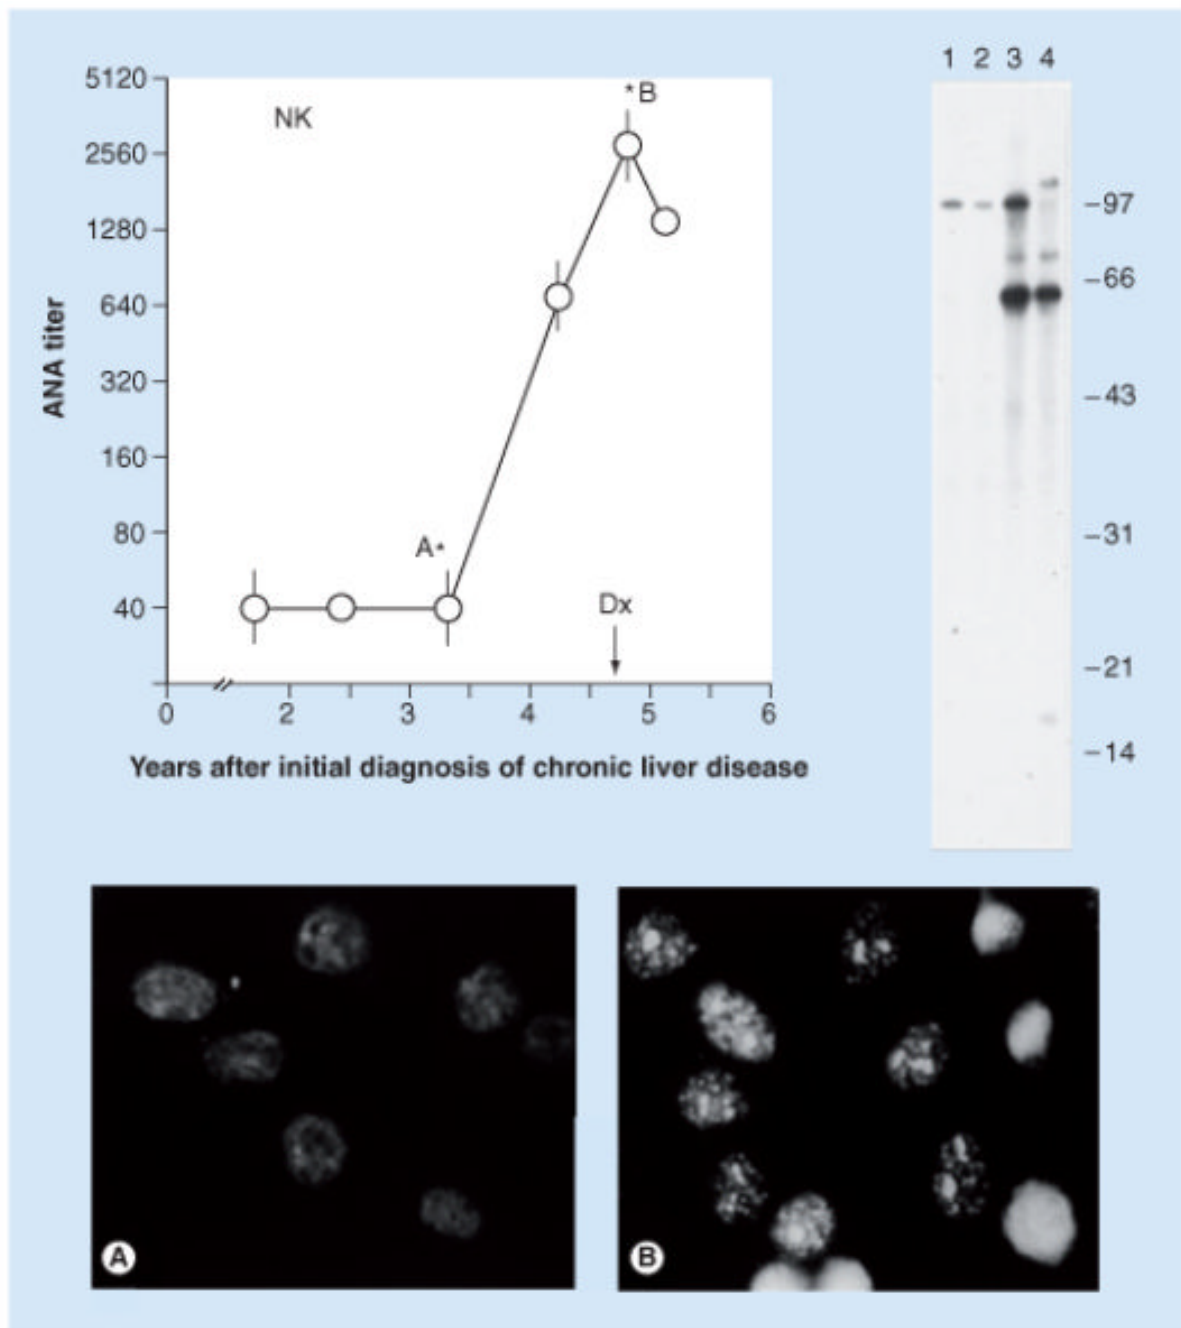 5120
2560
1280
640
320
160
80
40
ANA titer
NK
*B
A*
Dx
0 2 3 4 5 6
Years after initial diagnosis of chronic liver disease
1 2 3 4
-97
-66
-43
-31
-21
-14
A
B